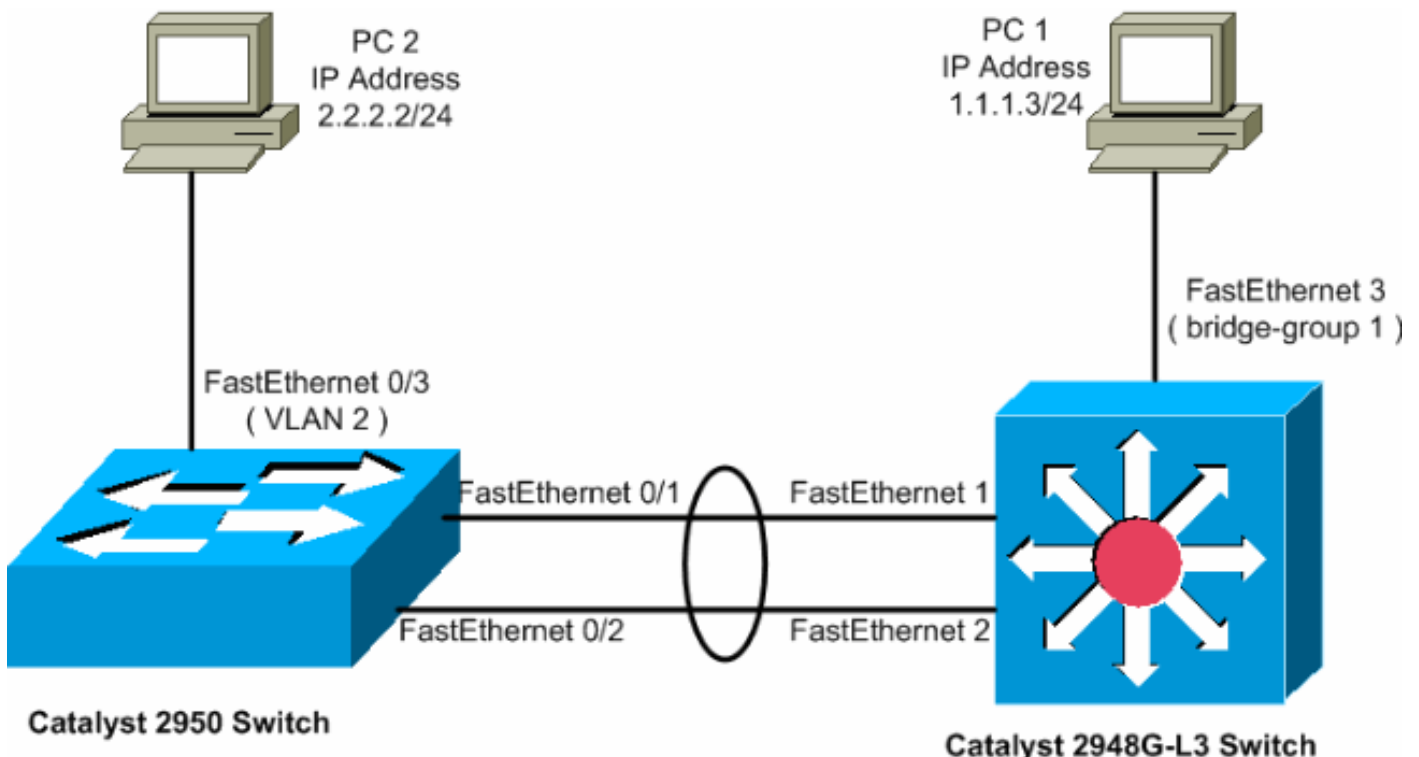 PC 2
IP Address
2.2.2.2/24
PC 1
IP Address
1.1.1.3/24
FastEthernet 3
( bridge-group 1 )
FastEthernet 0/3
( VLAN 2 )
FastEthernet 0/1
FastEthernet 1
FastEthernet 0/2
FastEthernet 2
Catalyst 2950 Switch
Catalyst 2948G-L3 Switch